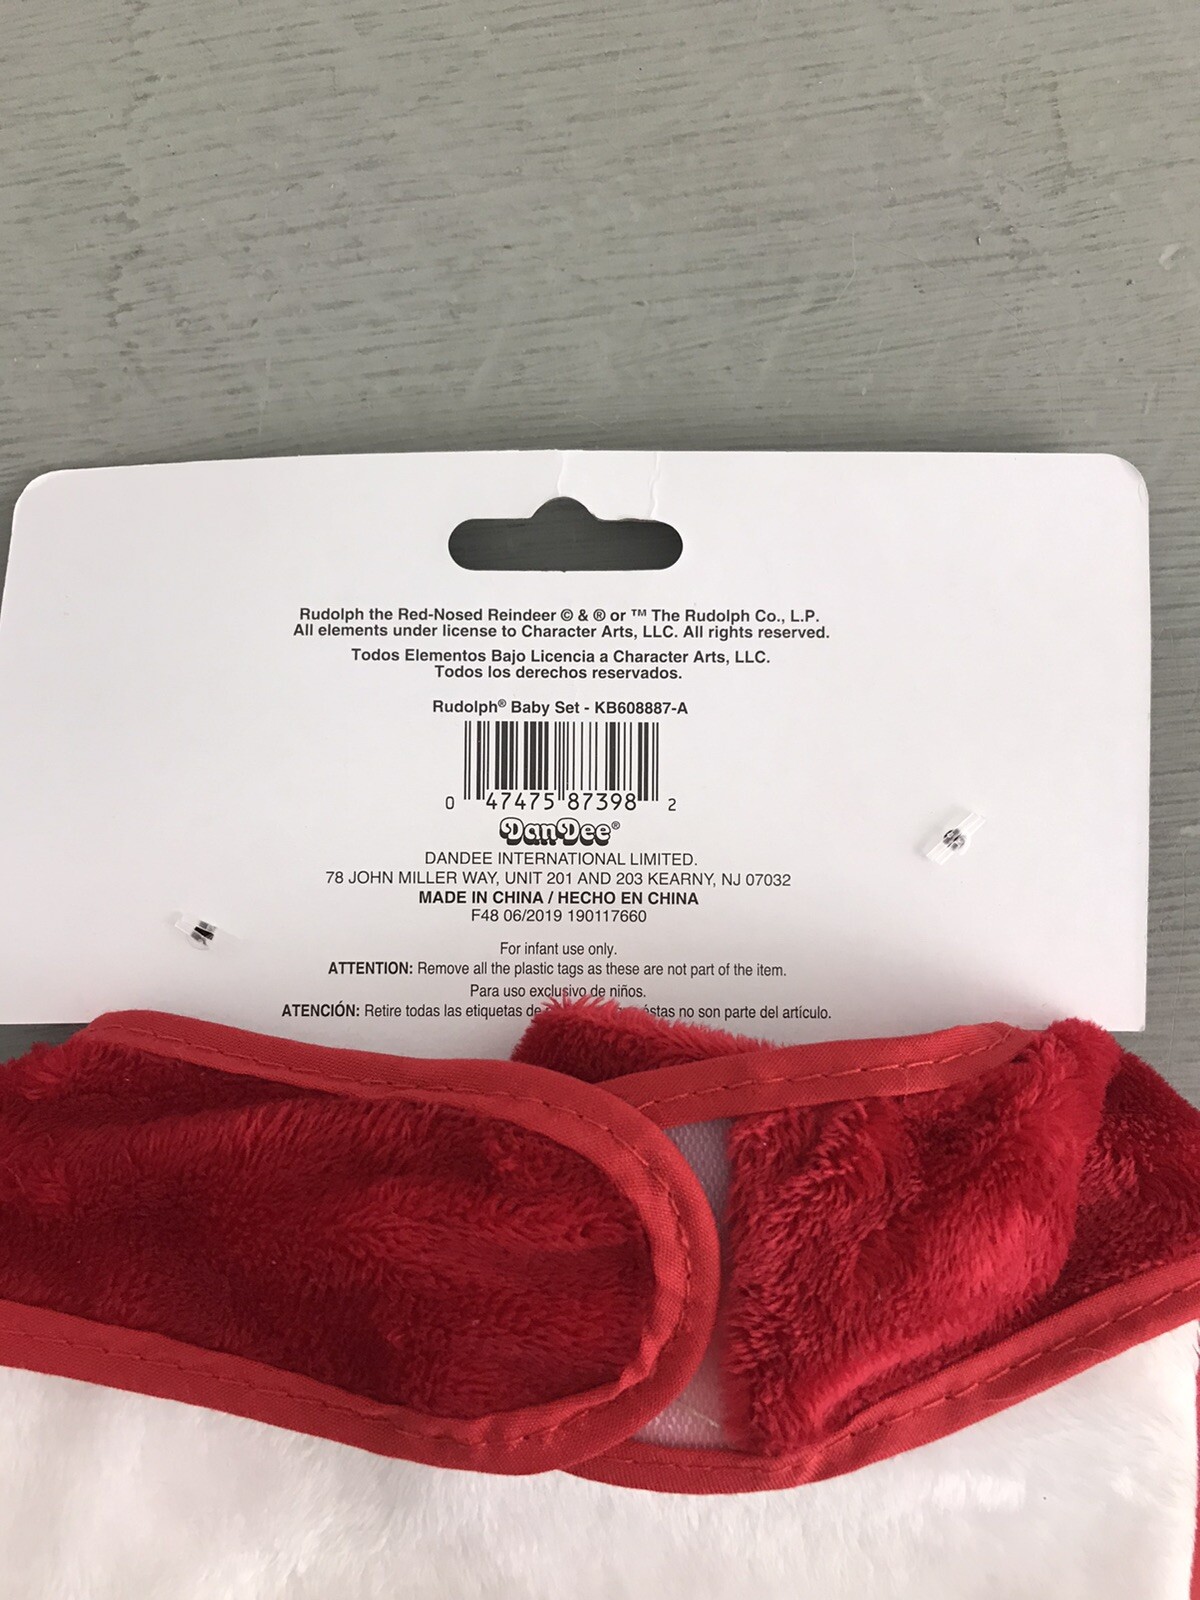 Rudolph the Red-Nosed Reindeer © & ® or ™ The Rudolph Co., L.P.
All elements under license to Character Arts, LLC. All rights reserved.
Todos Elementos Bajo Licencia a Character Arts, LLC.
Todos los derechos reservados.
Rudolph® Baby Set - KB608887-A
0 47475 87398 2
DanDee®
DANDEE INTERNATIONAL LIMITED.
78 JOHN MILLER WAY, UNIT 201 AND 203 KEARNY, NJ 07032
MADE IN CHINA / HECHO EN CHINA
F48 06/2019 190117660
For infant use only.
ATTENTION: Remove all the plastic tags as these are not part of the item.
Para uso exclusivo de niños.
ATENCIÓN: Retire todas las etiquetas de éstas no son parte del artículo.